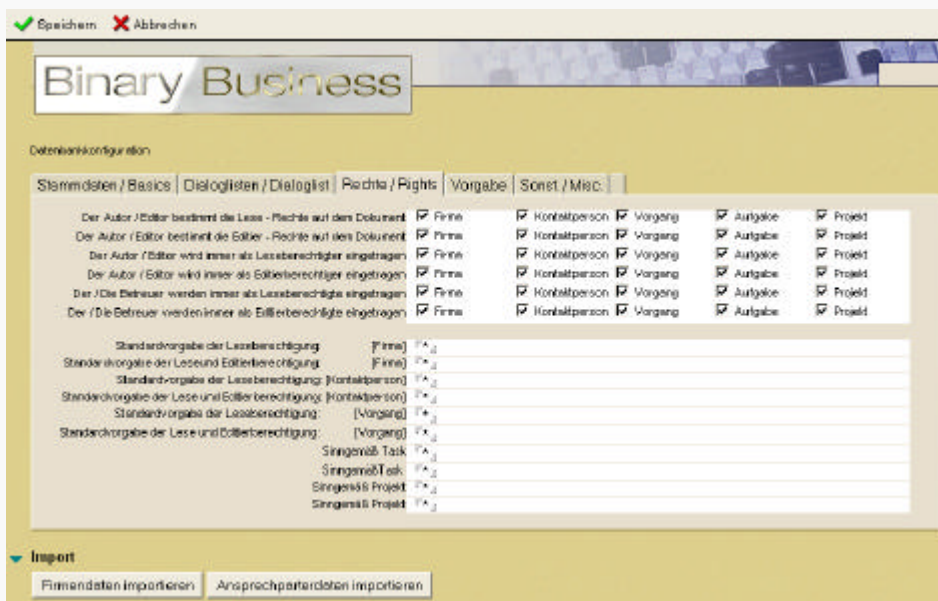 Speichern Abbrechen
Binary Business
Datenbankkonfiguration
Stammdaten / Basics Dialoglisten / Dialoglist Rechte / Rights Vorgabe Sonst. / Misc.
Der Autor / Editor bestimmt die Lese - Rechte auf dem Dokument Firma Kontaktperson Vorgang Aufgabe Projekt
Der Autor / Editor bestimmt die Editier - Rechte auf dem Dokument Firma Kontaktperson Vorgang Aufgabe Projekt
Der Autor / Editor wird immer als Leseberechtigter eingetragen Firma Kontaktperson Vorgang Aufgabe Projekt
Der Autor / Editor wird immer als Editierberechtiger eingetragen Firma Kontaktperson Vorgang Aufgabe Projekt
Der / Die Betreuer werden immer als Leseberechtigte eingetragen Firma Kontaktperson Vorgang Aufgabe Projekt
Der / Die Betreuer werden immer als Editierberechtigte eingetragen Firma Kontaktperson Vorgang Aufgabe Projekt
Standardvorgabe der Leseberechtigung: [Firma] *
Standardvorgabe der Leseund Editierberechtigung: [Firma] *
Standardvorgabe der Leseberechtigung: [Kontaktperson] *
Standardvorgabe der Lese und Editierberechtigung: [Kontaktperson] *
Standardvorgabe der Leseberechtigung: [Vorgang] *
Standardvorgabe der Lese und Editierberechtigung: [Vorgang] *
Sinngemäß Task *
SinngemäßTask *
Sinngemäß Projekt *
Sinngemäß Projekt *
Import
Firmendaten importieren Ansprechparterdaten importieren